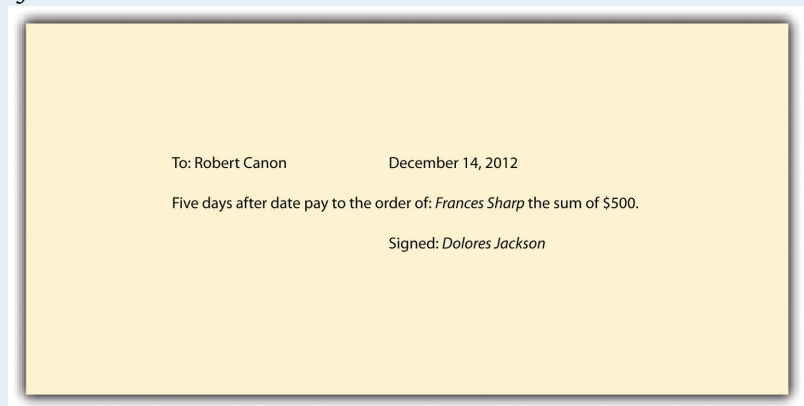 To: Robert Canon December 14, 2012
Five days after date pay to the order of: Frances Sharp the sum of $500.
Signed: Dolores Jackson